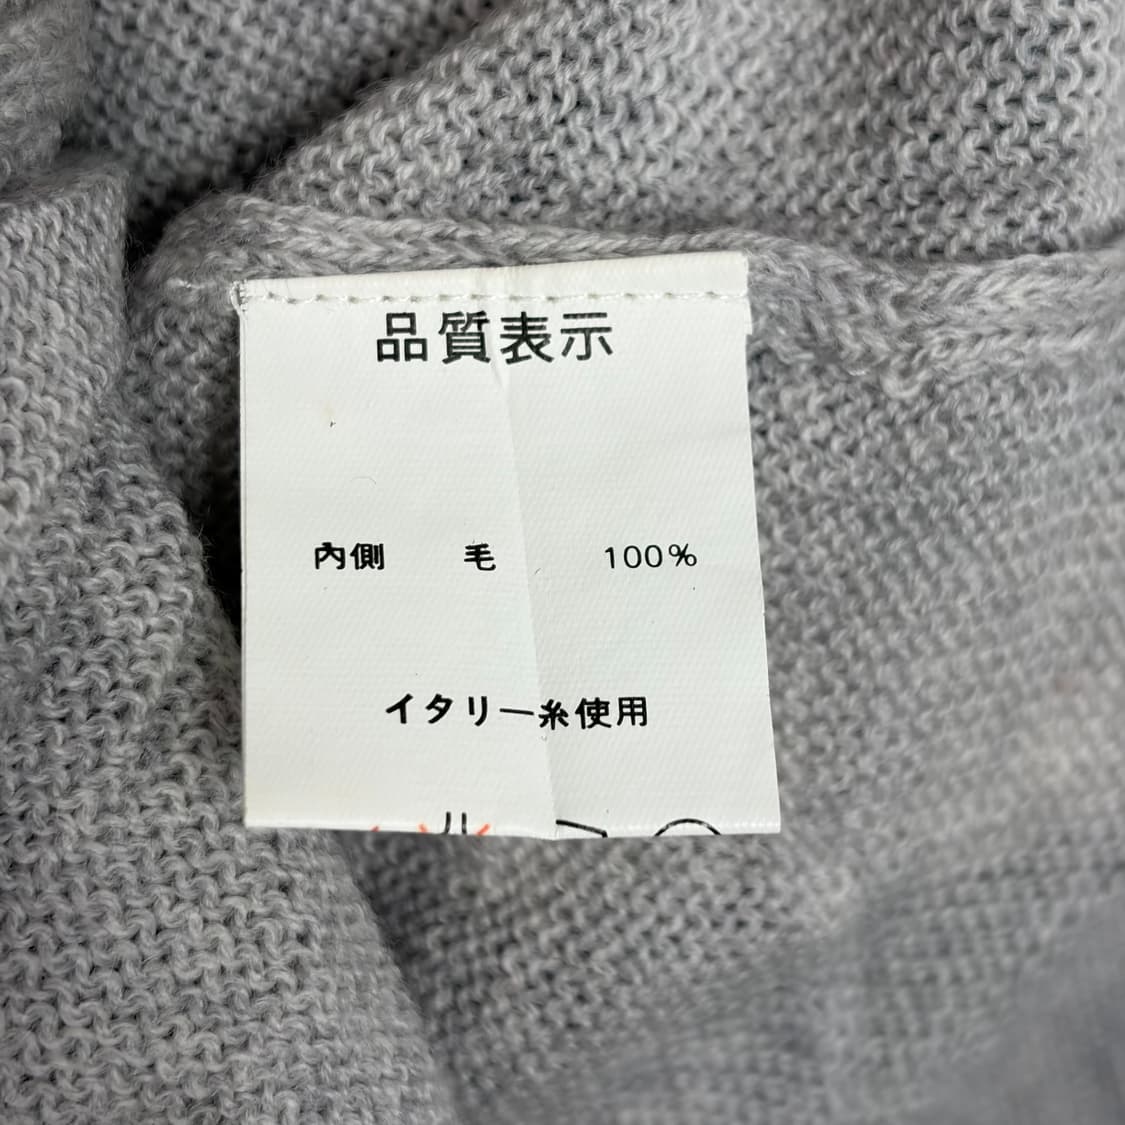 品質表示
内側 毛 100%
イタリー糸使用